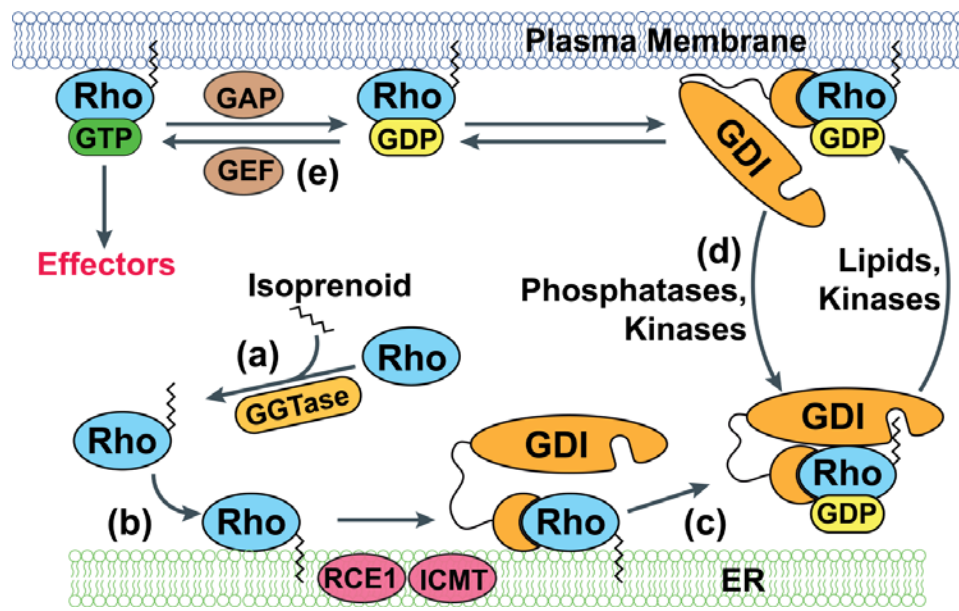 Plasma Membrane
Rho
GTP
GAP
GEF
(e)
Rho
GDP
GDI
Rho
GDP
Effectors
(d)
Phosphatases,
Kinases
Lipids,
Kinases
Isoprenoid
(a)
Rho
GGTase
Rho
(b)
Rho
GDI
Rho
(c)
GDI
Rho
GDP
RCE1
ICMT
ER